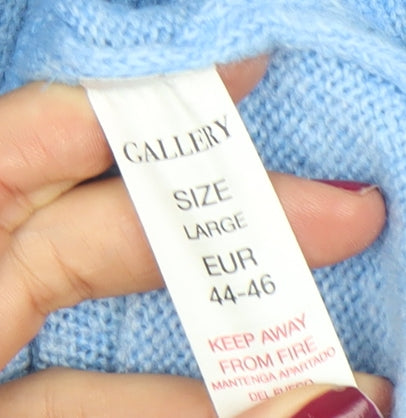 GALLERY
SIZE
LARGE
EUR
44-46
KEEP AWAY
FROM FIRE
MANTENGA APARTADO
DEL FUEGO